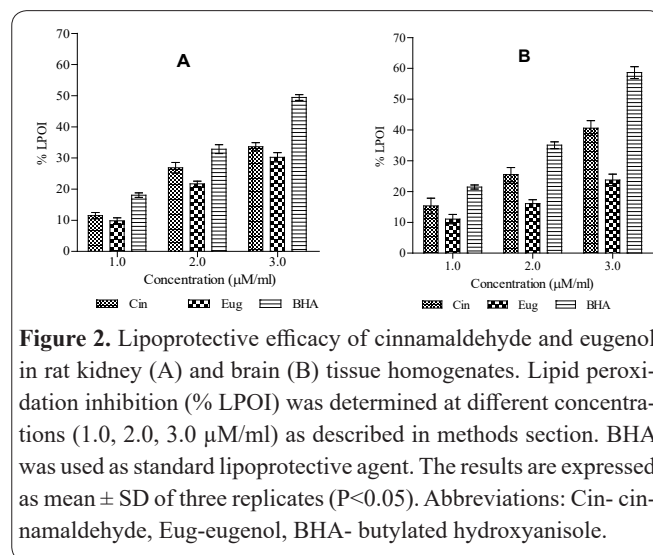 A
B
% LPOI
70
60
50
40
30
20
10
0
1.0 2.0 3.0
Concentration (μM/ml)
Cin Eug BHA
% LPOI
70
60
50
40
30
20
10
0
1.0 2.0 3.0
Concentration (μM/ml)
Cin Eug BHA
Figure 2. Lipoprotective efficacy of cinnamaldehyde and eugenol
in rat kidney (A) and brain (B) tissue homogenates. Lipid peroxi-
dation inhibition (% LPOI) was determined at different concentra-
tions (1.0, 2.0, 3.0 μM/ml) as described in methods section. BHA
was used as standard lipoprotective agent. The results are expressed
as mean ± SD of three replicates (P<0.05). Abbreviations: Cin- cin-
namaldehyde, Eug-eugenol, BHA- butylated hydroxyanisole.